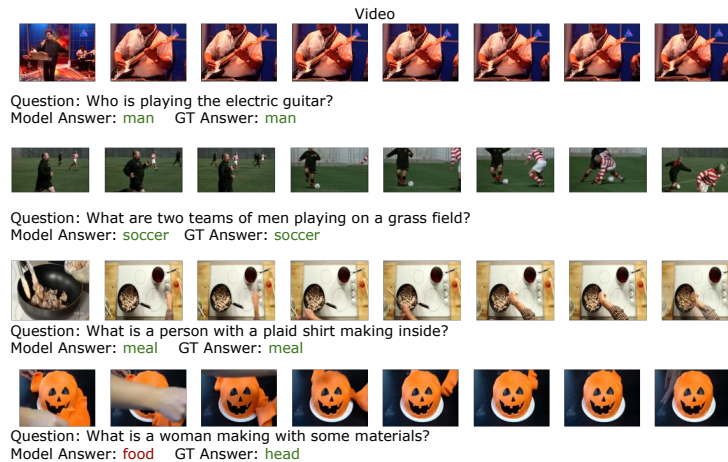 Video
Question: Who is playing the electric guitar?
Model Answer: man GT Answer: man
Question: What are two teams of men playing on a grass field?
Model Answer: soccer GT Answer: soccer
Question: What is a person with a plaid shirt making inside?
Model Answer: meal GT Answer: meal
Question: What is a woman making with some materials?
Model Answer: food GT Answer: head